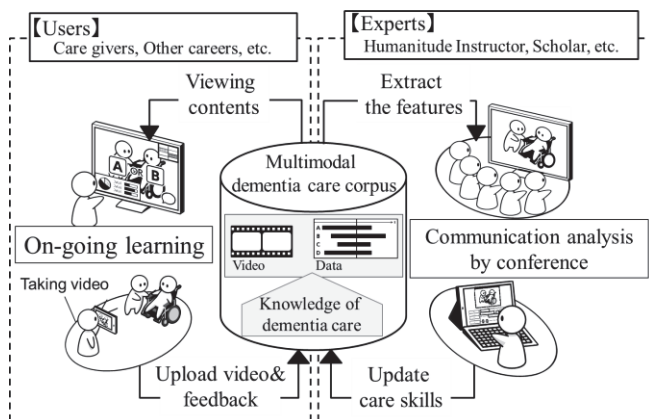 【Users】
Care givers, Other careers, etc.
【Experts】
Humanitude Instructor, Scholar, etc.
Viewing
contents
Extract
the features
Multimodal
dementia care corpus
A
B
On-going learning
Video
A
B
C
D
Data
Communication analysis
by conference
Taking video
Knowledge of
dementia care
Upload video&
feedback
Update
care skills